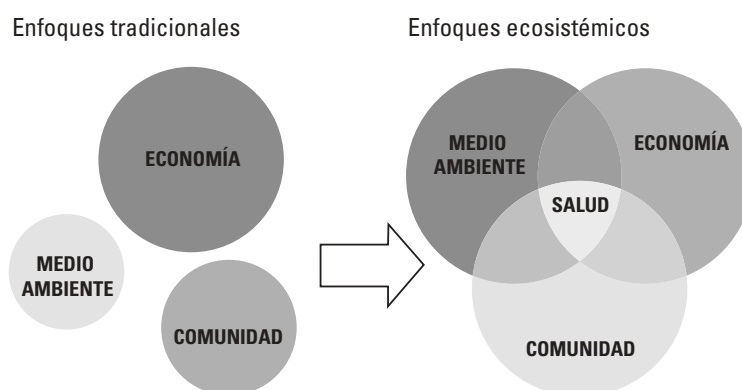 Enfoques tradicionales
ECONOMÍA
MEDIO
AMBIENTE
COMUNIDAD
Enfoques ecosistémicos
MEDIO
AMBIENTE
ECONOMÍA
SALUD
COMUNIDAD